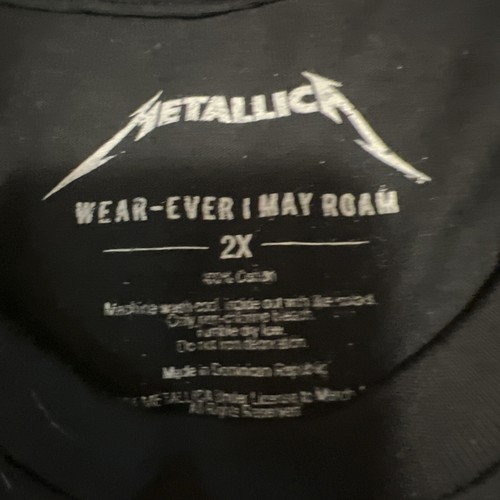 METALLICA
WEAR-EVER I MAY ROAM
2X
100% Cotton
Machine wash cool, inside out with like colors.
Only non-chlorine bleach.
Tumble dry low.
Do not iron decoration.
Made in Dominican Republic
METALLICA Under License to Merch
All Rights Reserved